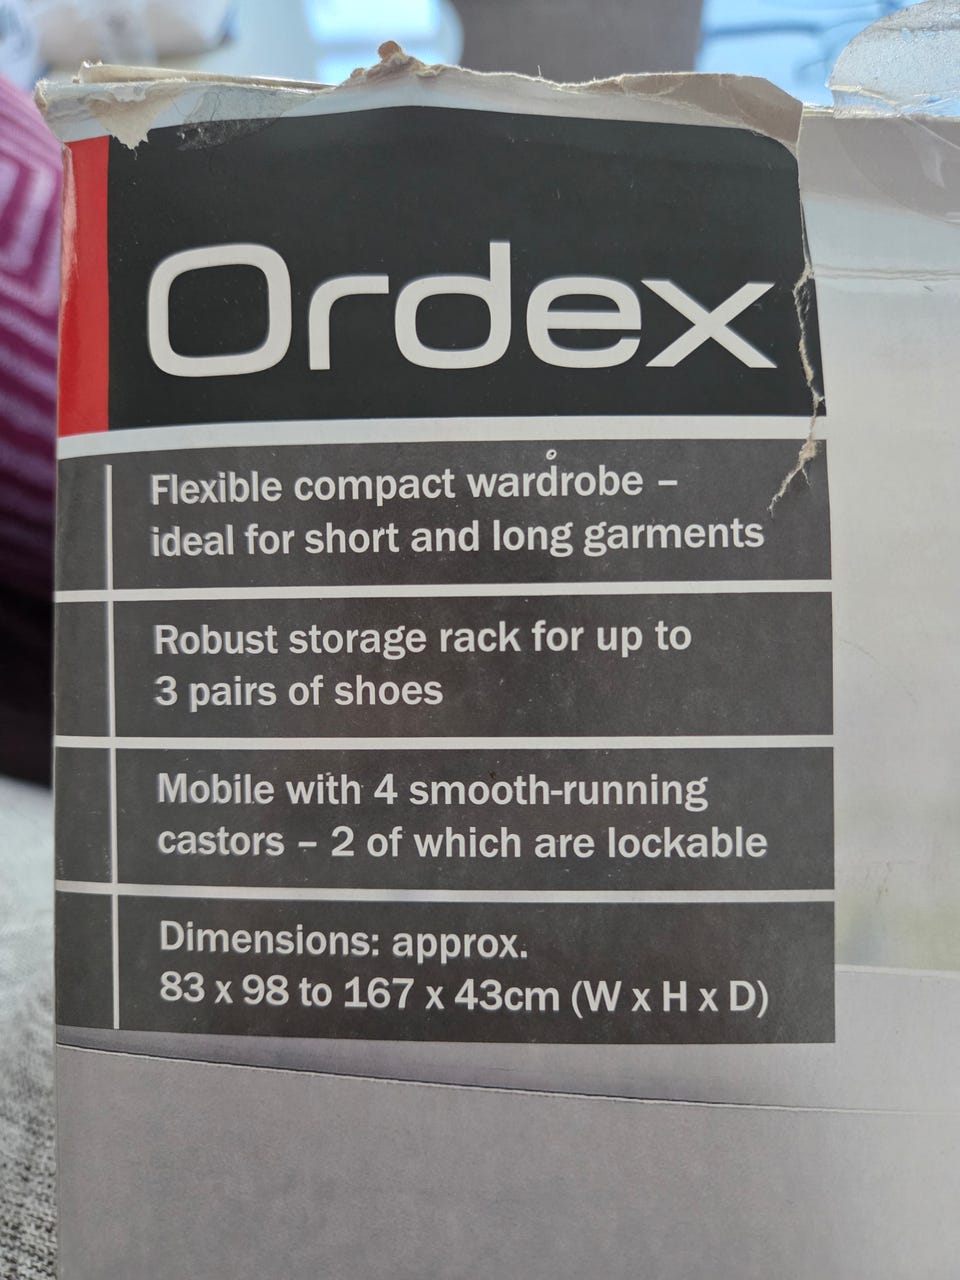 Ordex
Flexible compact wardrobe –
ideal for short and long garments
Robust storage rack for up to
3 pairs of shoes
Mobile with 4 smooth-running
castors – 2 of which are lockable
Dimensions: approx.
83 x 98 to 167 x 43cm (W x H x D)